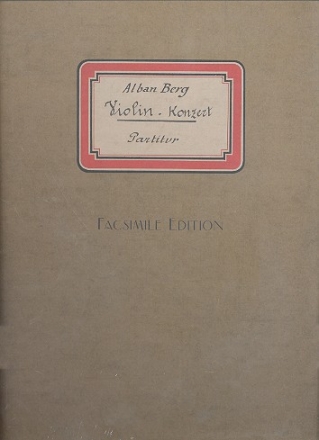 Alban Berg
Violin - Konzert
Partitur
FACSIMILE EDITION